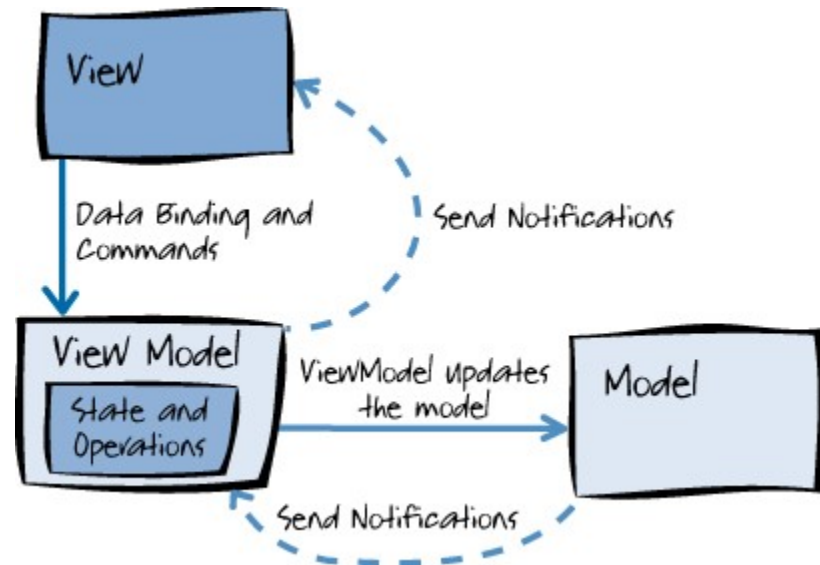 View
Data Binding and
Commands
Send Notifications
View Model
State and
Operations
ViewModel updates
the model
Model
Send Notifications